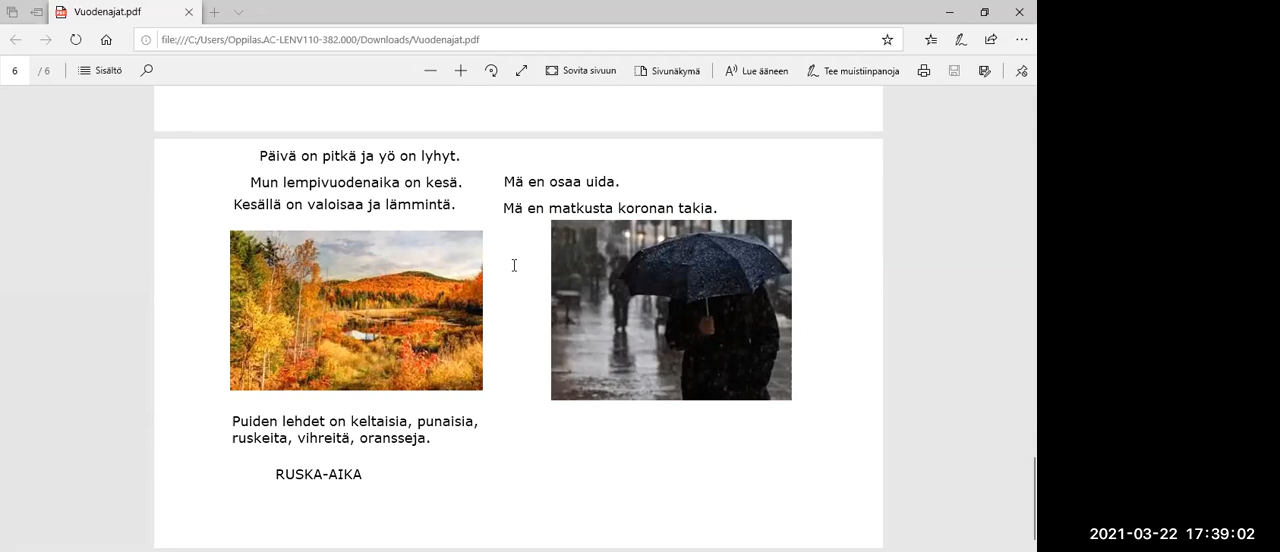 Vuodenajat.pdf
file:///C:/Users/Oppilas.AC-LENV110-382.000/Downloads/Vuodenajat.pdf
6 / 6 Sisältö Sovita sivuun Sivunäkymä Lue ääneen Tee muistiinpanoja
Päivä on pitkä ja yö on lyhyt.
Mun lempivuodenaika on kesä.
Kesällä on valoisaa ja lämmintä.
Mä en osaa uida.
Mä en matkusta koronan takia.
Puiden lehdet on keltaisia, punaisia,
ruskeita, vihreitä, oransseja.
RUSKA-AIKA
2021-03-22 17:39:02